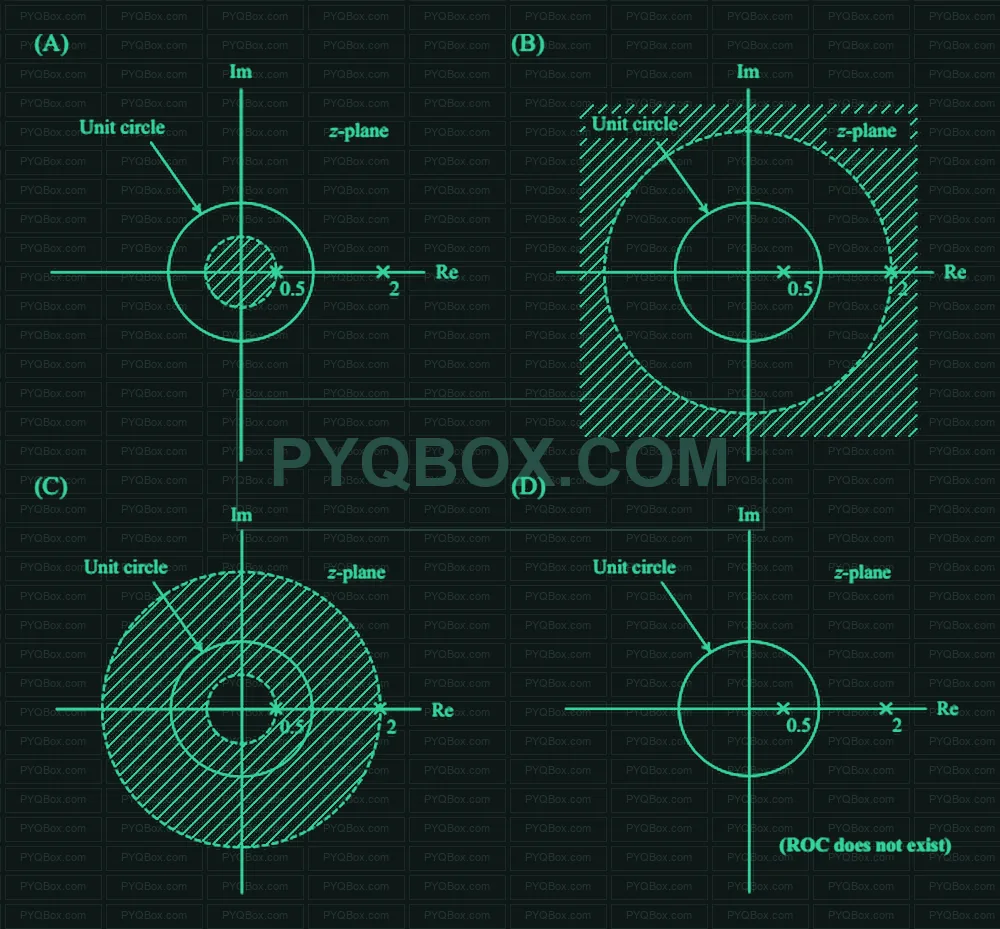 (A)
Im
Unit circle
z-plane
Re
0.5
2
(B)
Im
Unit circle
z-plane
Re
0.5
2
PYQBOX.COM
(C)
Im
Unit circle
z-plane
Re
0.5
2
(D)
Im
Unit circle
z-plane
Re
0.5
2
(ROC does not exist)
PYQBox.com